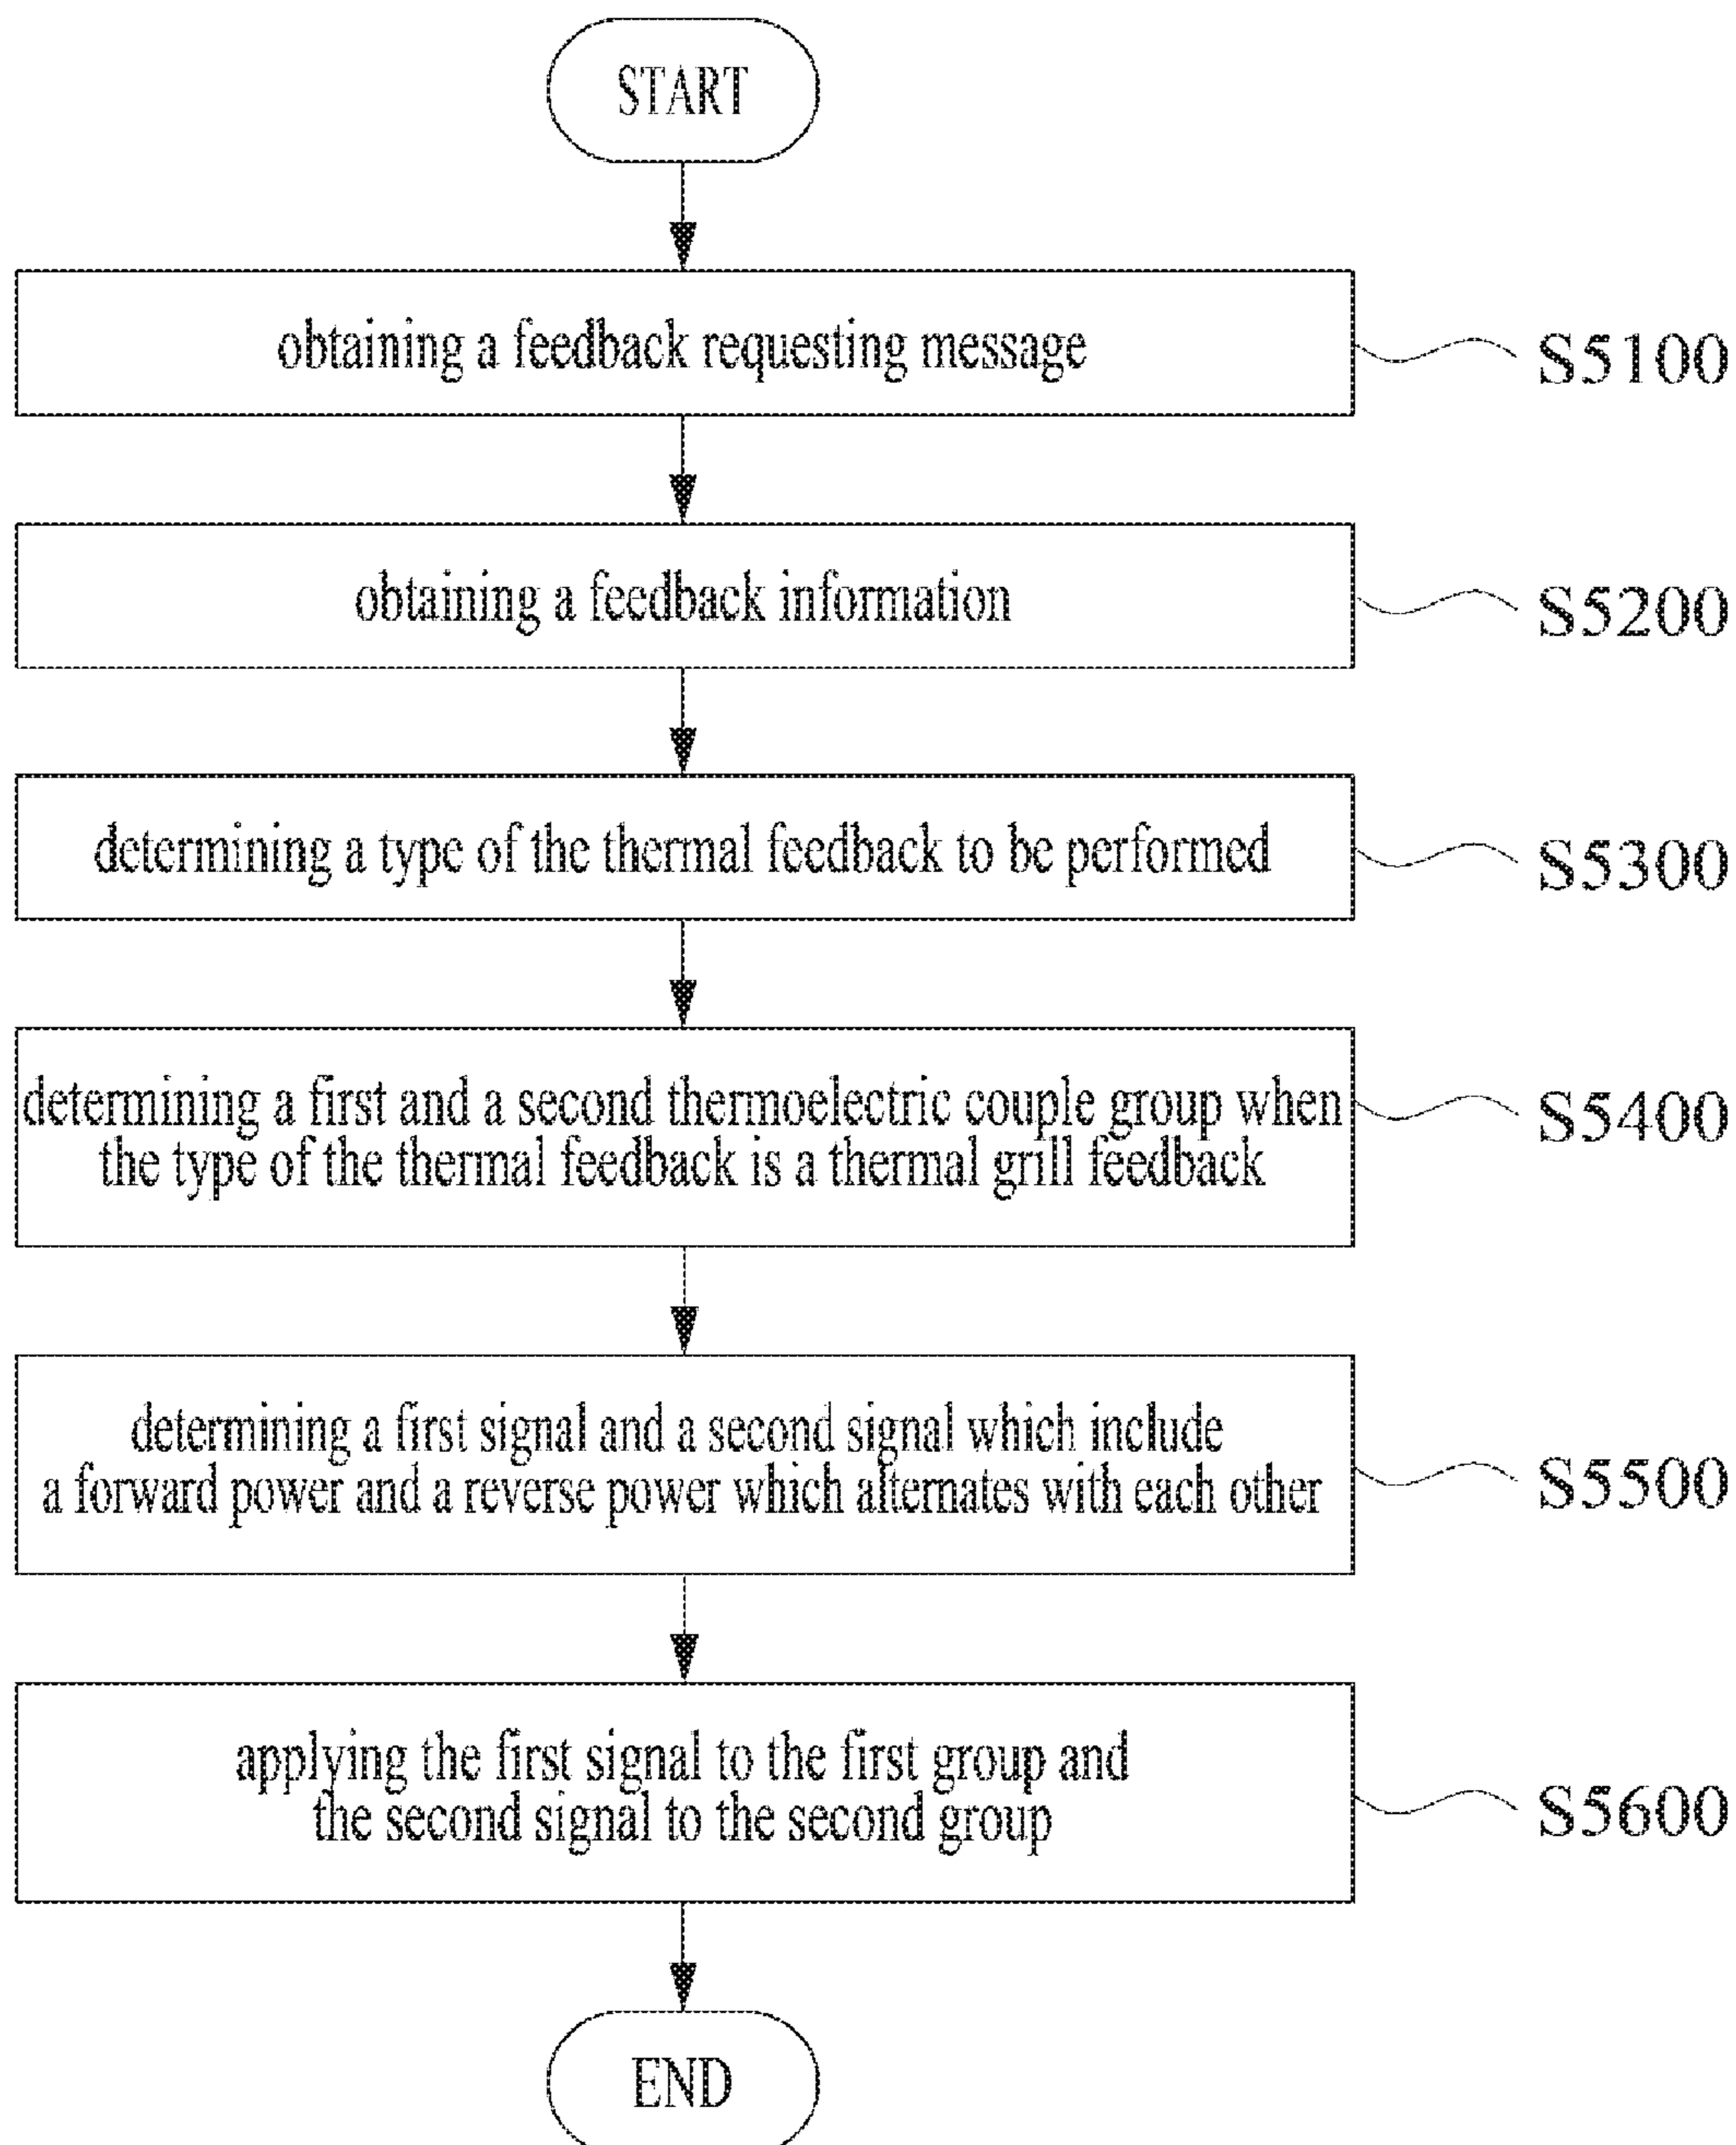 START
obtaining a feedback requesting message
S5100
obtaining a feedback information
S5200
determining a type of the thermal feedback to be performed
S5300
determining a first and a second thermoelectric couple group when
the type of the thermal feedback is a thermal grill feedback
S5400
determining a first signal and a second signal which include
a forward power and a reverse power which alternates with each other
S5500
applying the first signal to the first group and
the second signal to the second group
S5600
END